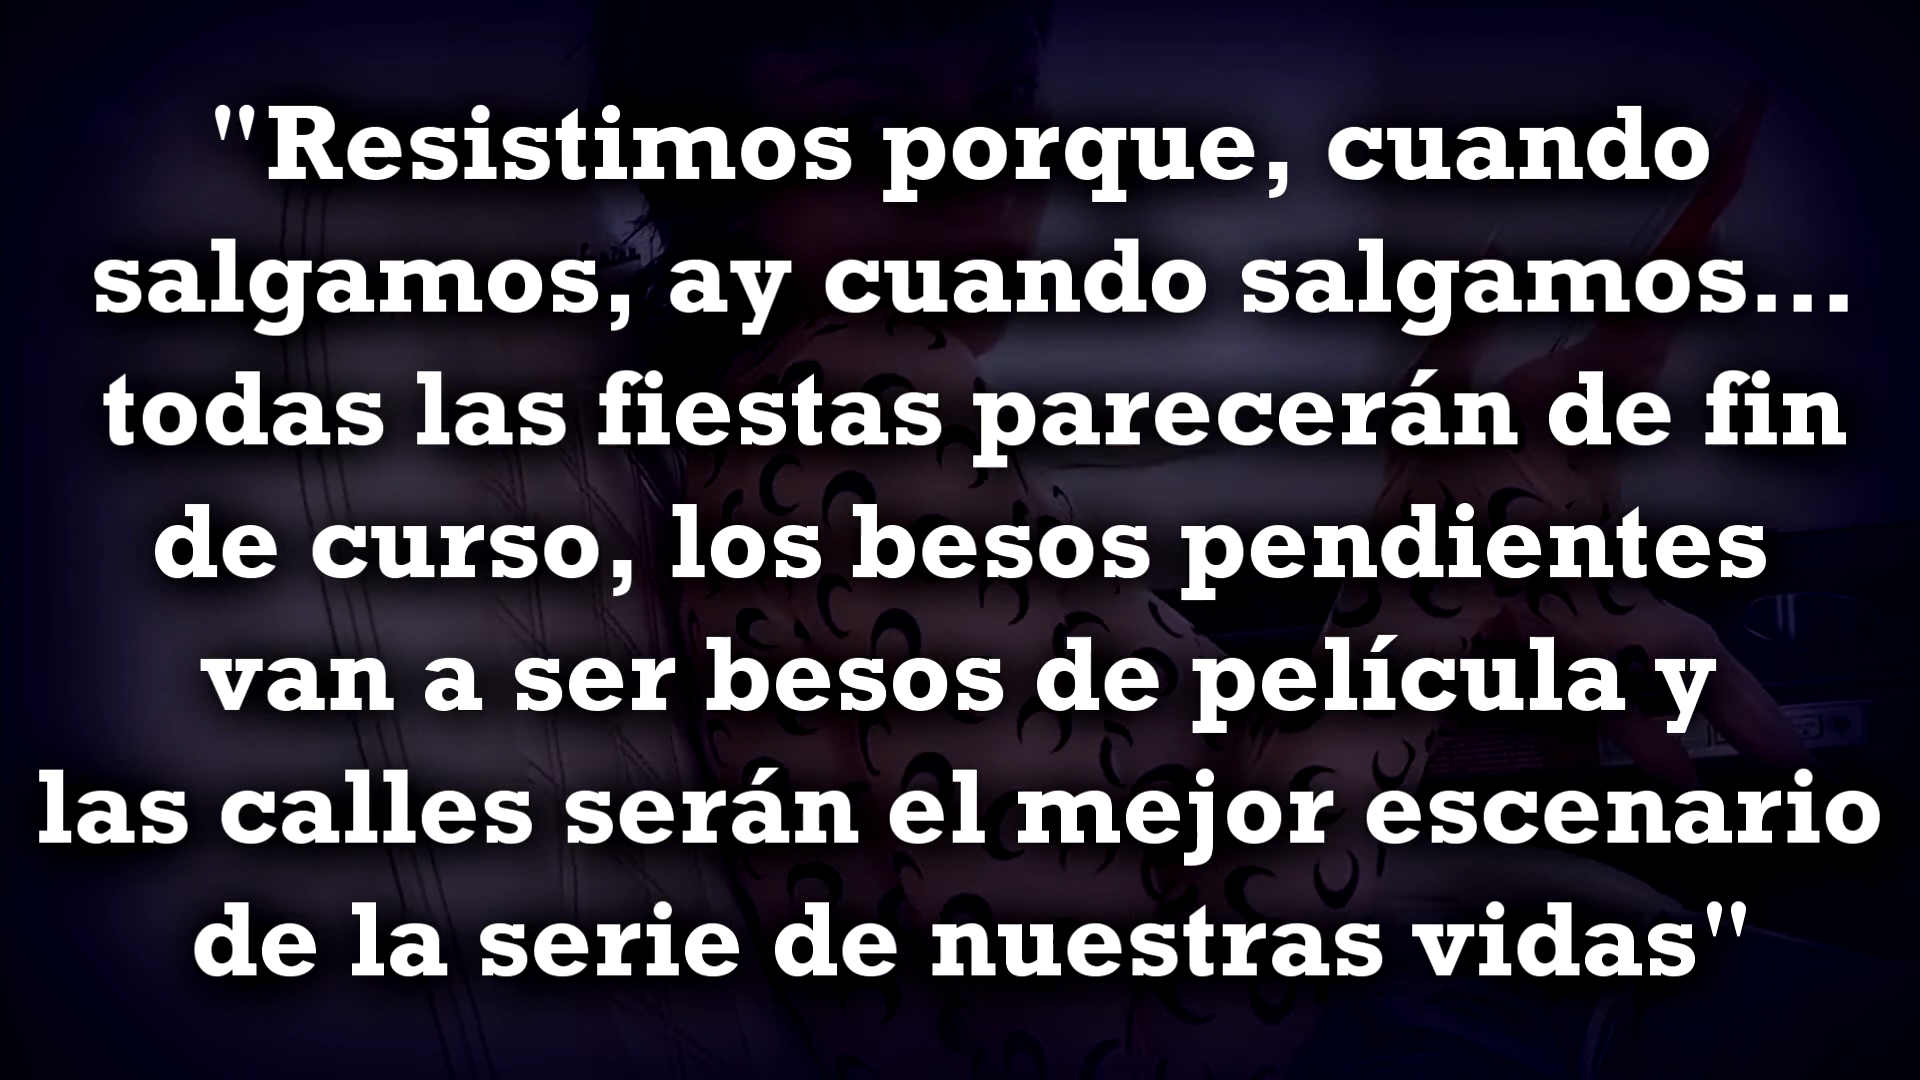 "Resistimos porque, cuando
salgamos, ay cuando salgamos...
todas las fiestas parecerán de fin
de curso, los besos pendientes
van a ser besos de película y
las calles serán el mejor escenario
de la serie de nuestras vidas"